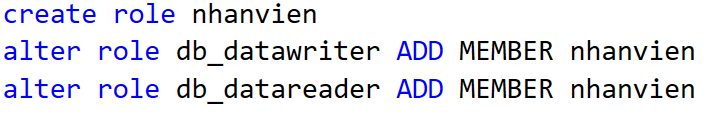 create role nhanvien
alter role db_datawriter ADD MEMBER nhanvien
alter role db_datareader ADD MEMBER nhanvien